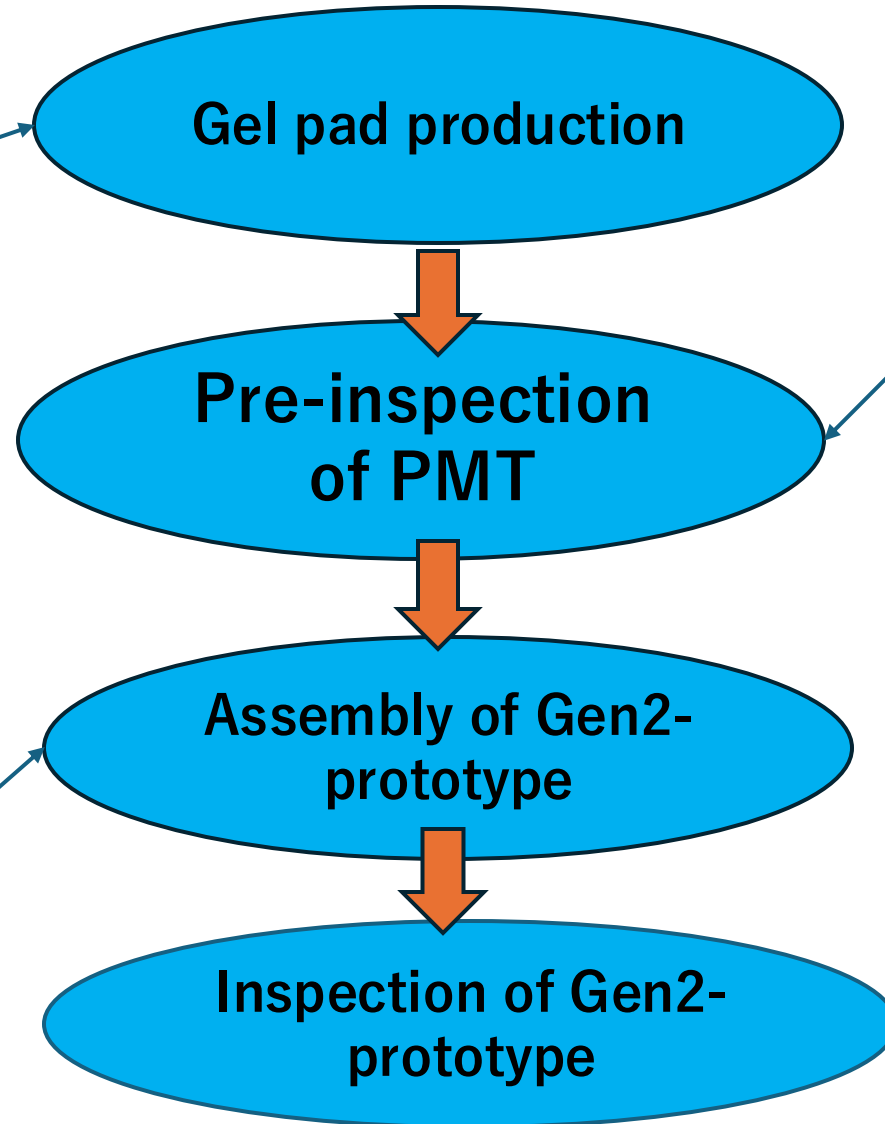 Gel pad production
Pre-inspection
of PMT
Assembly of Gen2-
prototype
Inspection of Gen2-
prototype